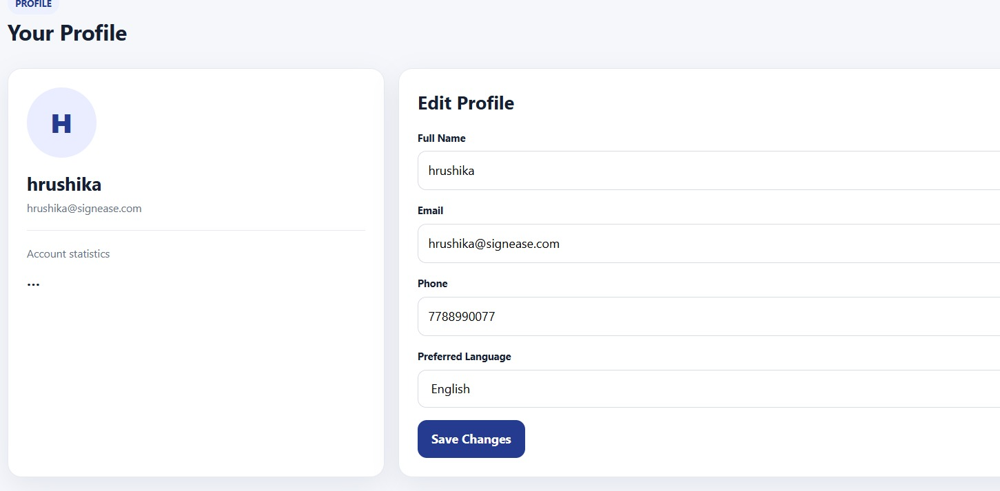 PROFILE
Your Profile
H
hrushika
hrushika@signease.com
Account statistics
...
Edit Profile
Full Name
hrushika
Email
hrushika@signease.com
Phone
7788990077
Preferred Language
English
Save Changes